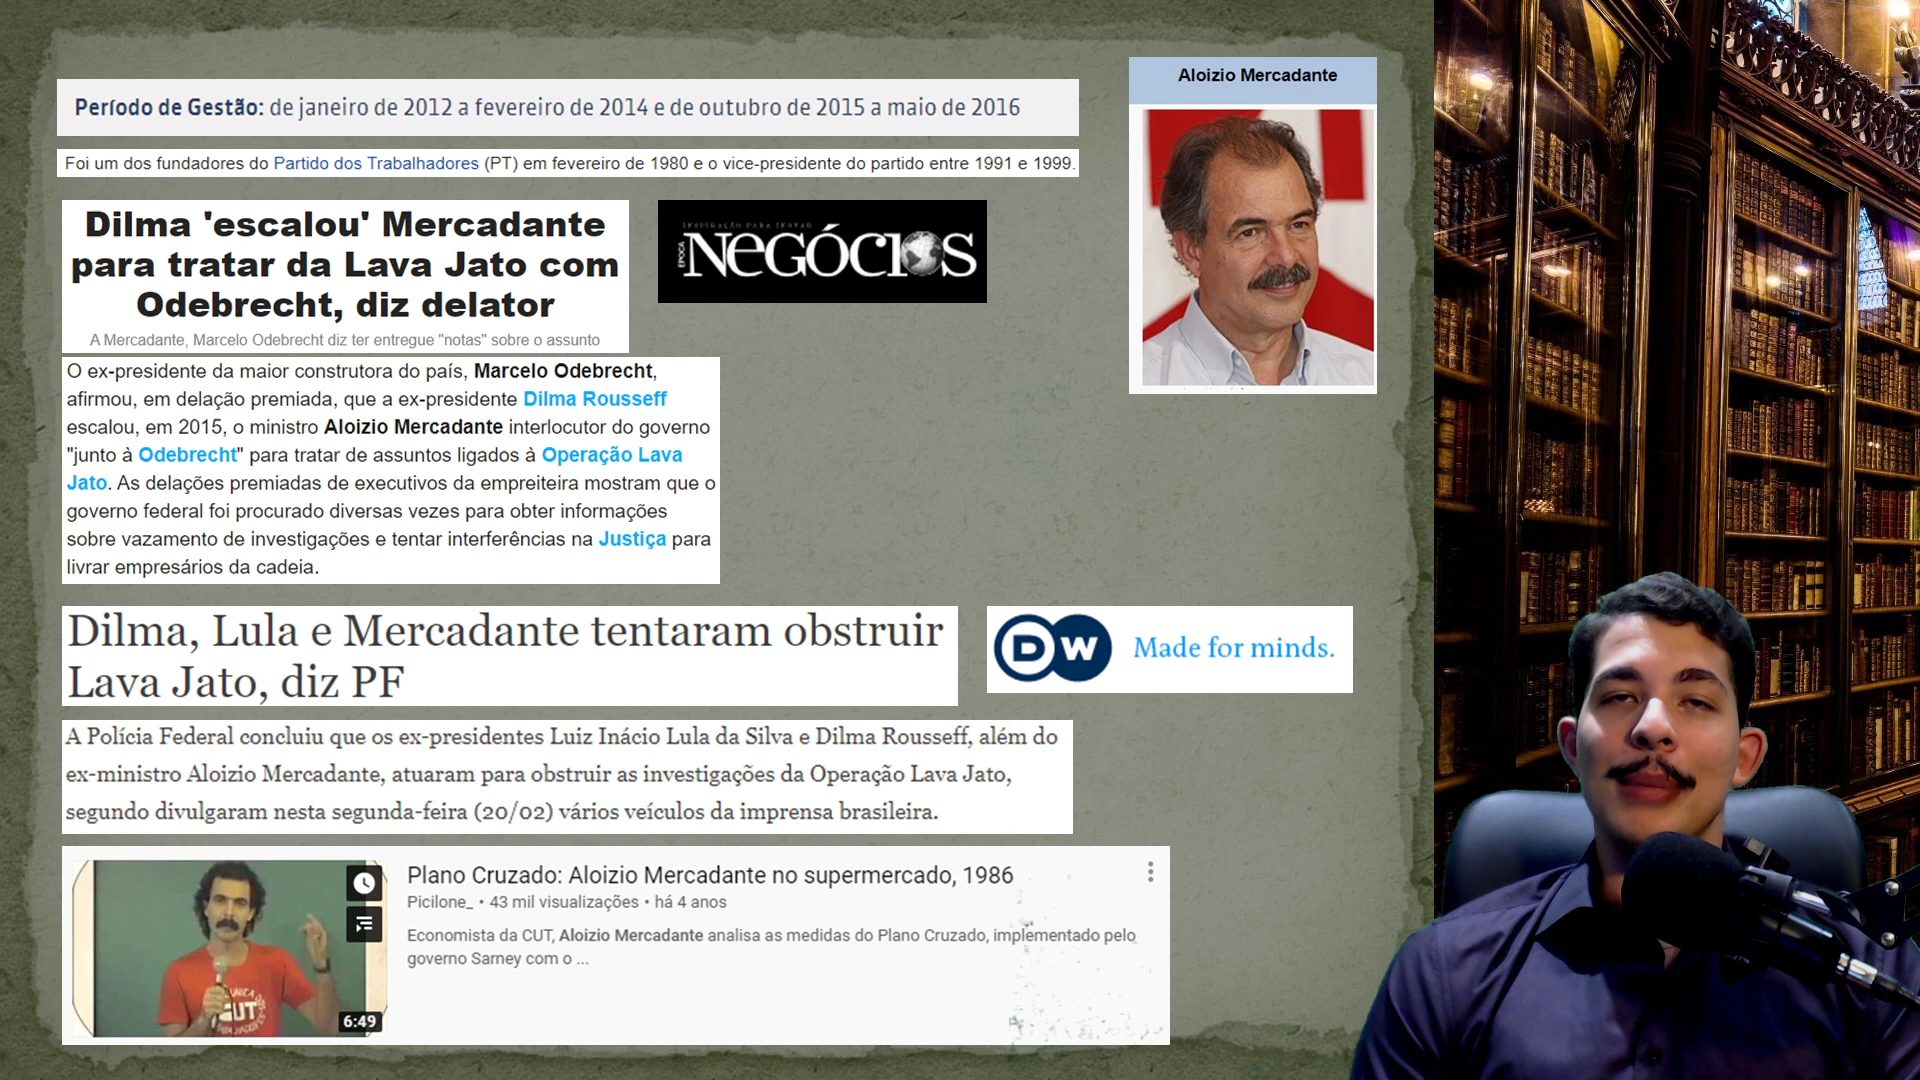 Período de Gestão: de janeiro de 2012 a fevereiro de 2014 e de outubro de 2015 a maio de 2016
Aloizio Mercadante
Foi um dos fundadores do Partido dos Trabalhadores (PT) em fevereiro de 1980 e o vice-presidente do partido entre 1991 e 1999.
Dilma 'escalou' Mercadante
para tratar da Lava Jato com
Odebrecht, diz delator
A Mercadante, Marcelo Odebrecht diz ter entregue "notas" sobre o assunto
INSPIRAÇÃO PARA INOVAR
ÉPOCA
NEGÓCIOS
O ex-presidente da maior construtora do país, Marcelo Odebrecht,
afirmou, em delação premiada, que a ex-presidente Dilma Rousseff
escalou, em 2015, o ministro Aloizio Mercadante interlocutor do governo
"junto à Odebrecht" para tratar de assuntos ligados à Operação Lava
Jato. As delações premiadas de executivos da empreiteira mostram que o
governo federal foi procurado diversas vezes para obter informações
sobre vazamento de investigações e tentar interferências na Justiça para
livrar empresários da cadeia.
Dilma, Lula e Mercadante tentaram obstruir
Lava Jato, diz PF
DW Made for minds.
A Polícia Federal concluiu que os ex-presidentes Luiz Inácio Lula da Silva e Dilma Rousseff, além do
ex-ministro Aloizio Mercadante, atuaram para obstruir as investigações da Operação Lava Jato,
segundo divulgaram nesta segunda-feira (20/02) vários veículos da imprensa brasileira.
Plano Cruzado: Aloizio Mercadante no supermercado, 1986
Picilone_ • 43 mil visualizações • há 4 anos
Economista da CUT, Aloizio Mercadante analisa as medidas do Plano Cruzado, implementado pelo
governo Sarney com o ...
CUT
6:49